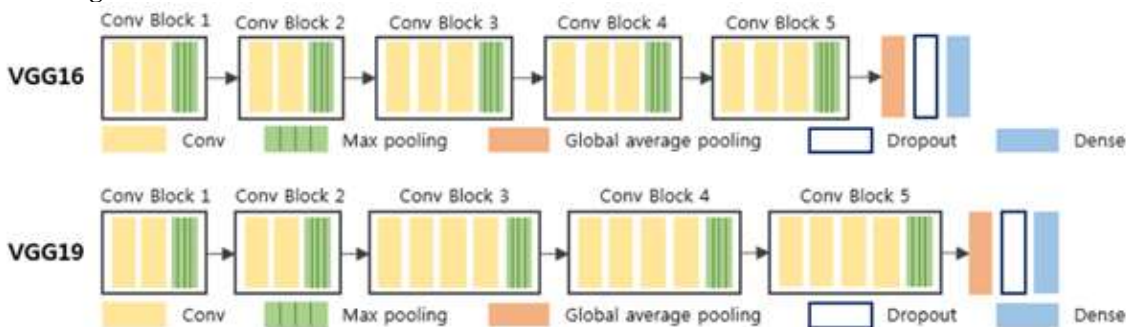 Conv Block 1 Conv Block 2 Conv Block 3 Conv Block 4 Conv Block 5
VGG16
Conv Max pooling Global average pooling Dropout Dense
Conv Block 1 Conv Block 2 Conv Block 3 Conv Block 4 Conv Block 5
VGG19
Conv Max pooling Global average pooling Dropout Dense